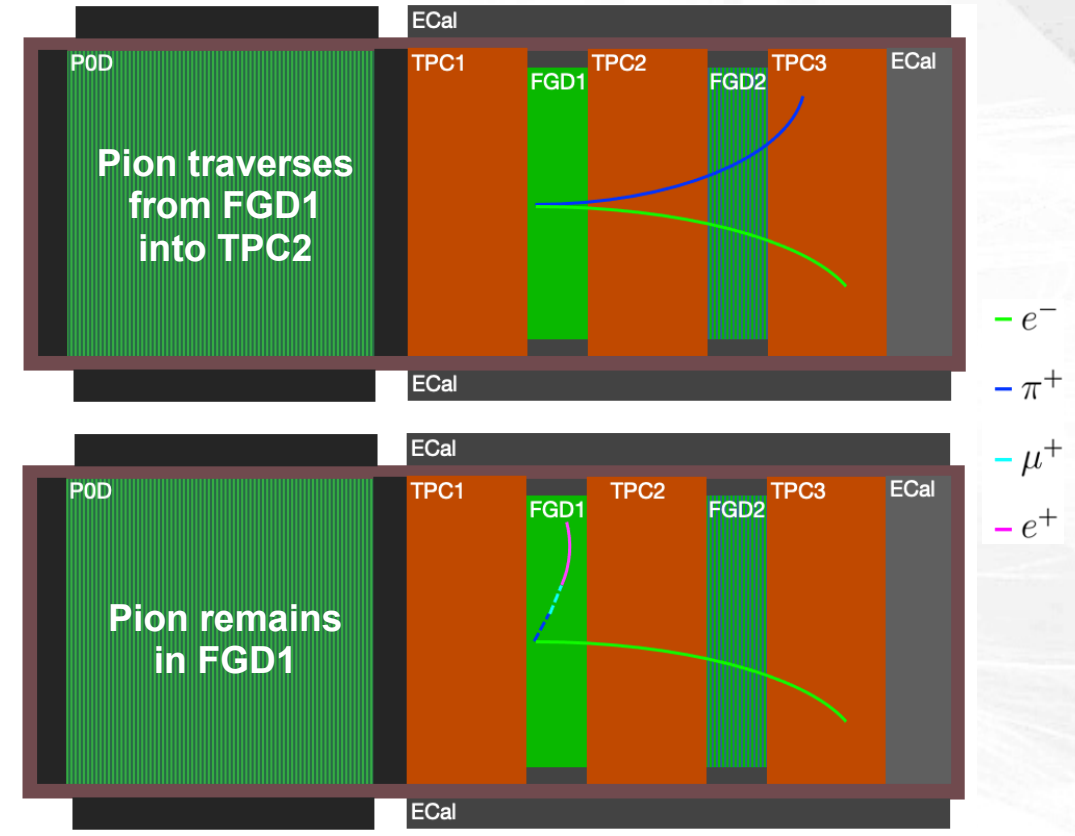 ECal
P0D
TPC1
FGD1
TPC2
FGD2
TPC3
ECal
Pion traverses
from FGD1
into TPC2
ECal
e⁻
π⁺
μ⁺
e⁺
ECal
P0D
TPC1
FGD1
TPC2
FGD2
TPC3
ECal
Pion remains
in FGD1
ECal